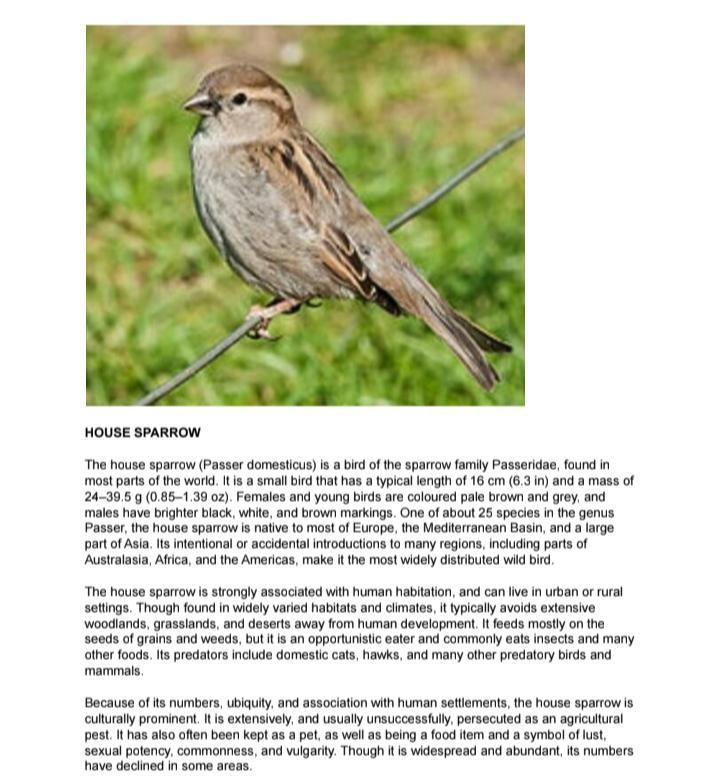 HOUSE SPARROW
The house sparrow (Passer domesticus) is a bird of the sparrow family Passeridae, found in
most parts of the world. It is a small bird that has a typical length of 16 cm (6.3 in) and a mass of
24–39.5 g (0.85–1.39 oz). Females and young birds are coloured pale brown and grey, and
males have brighter black, white, and brown markings. One of about 25 species in the genus
Passer, the house sparrow is native to most of Europe, the Mediterranean Basin, and a large
part of Asia. Its intentional or accidental introductions to many regions, including parts of
Australasia, Africa, and the Americas, make it the most widely distributed wild bird.
The house sparrow is strongly associated with human habitation, and can live in urban or rural
settings. Though found in widely varied habitats and climates, it typically avoids extensive
woodlands, grasslands, and deserts away from human development. It feeds mostly on the
seeds of grains and weeds, but it is an opportunistic eater and commonly eats insects and many
other foods. Its predators include domestic cats, hawks, and many other predatory birds and
mammals.
Because of its numbers, ubiquity, and association with human settlements, the house sparrow is
culturally prominent. It is extensively, and usually unsuccessfully, persecuted as an agricultural
pest. It has also often been kept as a pet, as well as being a food item and a symbol of lust,
sexual potency, commonness, and vulgarity. Though it is widespread and abundant, its numbers
have declined in some areas.